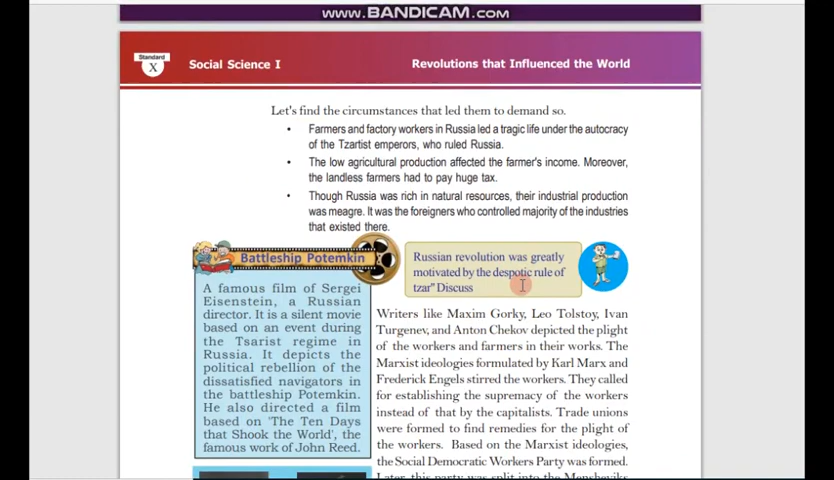 WWW.BANDICAM.COM
Standard
X
Social Science I
Revolutions that Influenced the World
Let's find the circumstances that led them to demand so.
• Farmers and factory workers in Russia led a tragic life under the autocracy
of the Tzartist emperors, who ruled Russia.
• The low agricultural production affected the farmer's income. Moreover,
the landless farmers had to pay huge tax.
• Though Russia was rich in natural resources, their industrial production
was meagre. It was the foreigners who controlled majority of the industries
that existed there.
Battleship Potemkin
A famous film of Sergei
Eisenstein, a Russian
director. It is a silent movie
based on an event during
the Tsarist regime in
Russia. It depicts the
political rebellion of the
dissatisfied navigators in
the battleship Potemkin.
He also directed a film
based on 'The Ten Days
that Shook the World', the
famous work of John Reed.
Russian revolution was greatly
motivated by the despotic rule of
tzar" Discuss
Writers like Maxim Gorky, Leo Tolstoy, Ivan
Turgenev, and Anton Chekov depicted the plight
of the workers and farmers in their works. The
Marxist ideologies formulated by Karl Marx and
Frederick Engels stirred the workers. They called
for establishing the supremacy of the workers
instead of that by the capitalists. Trade unions
were formed to find remedies for the plight of
the workers. Based on the Marxist ideologies,
the Social Democratic Workers Party was formed.
Later, this party was split into the Mensheviks